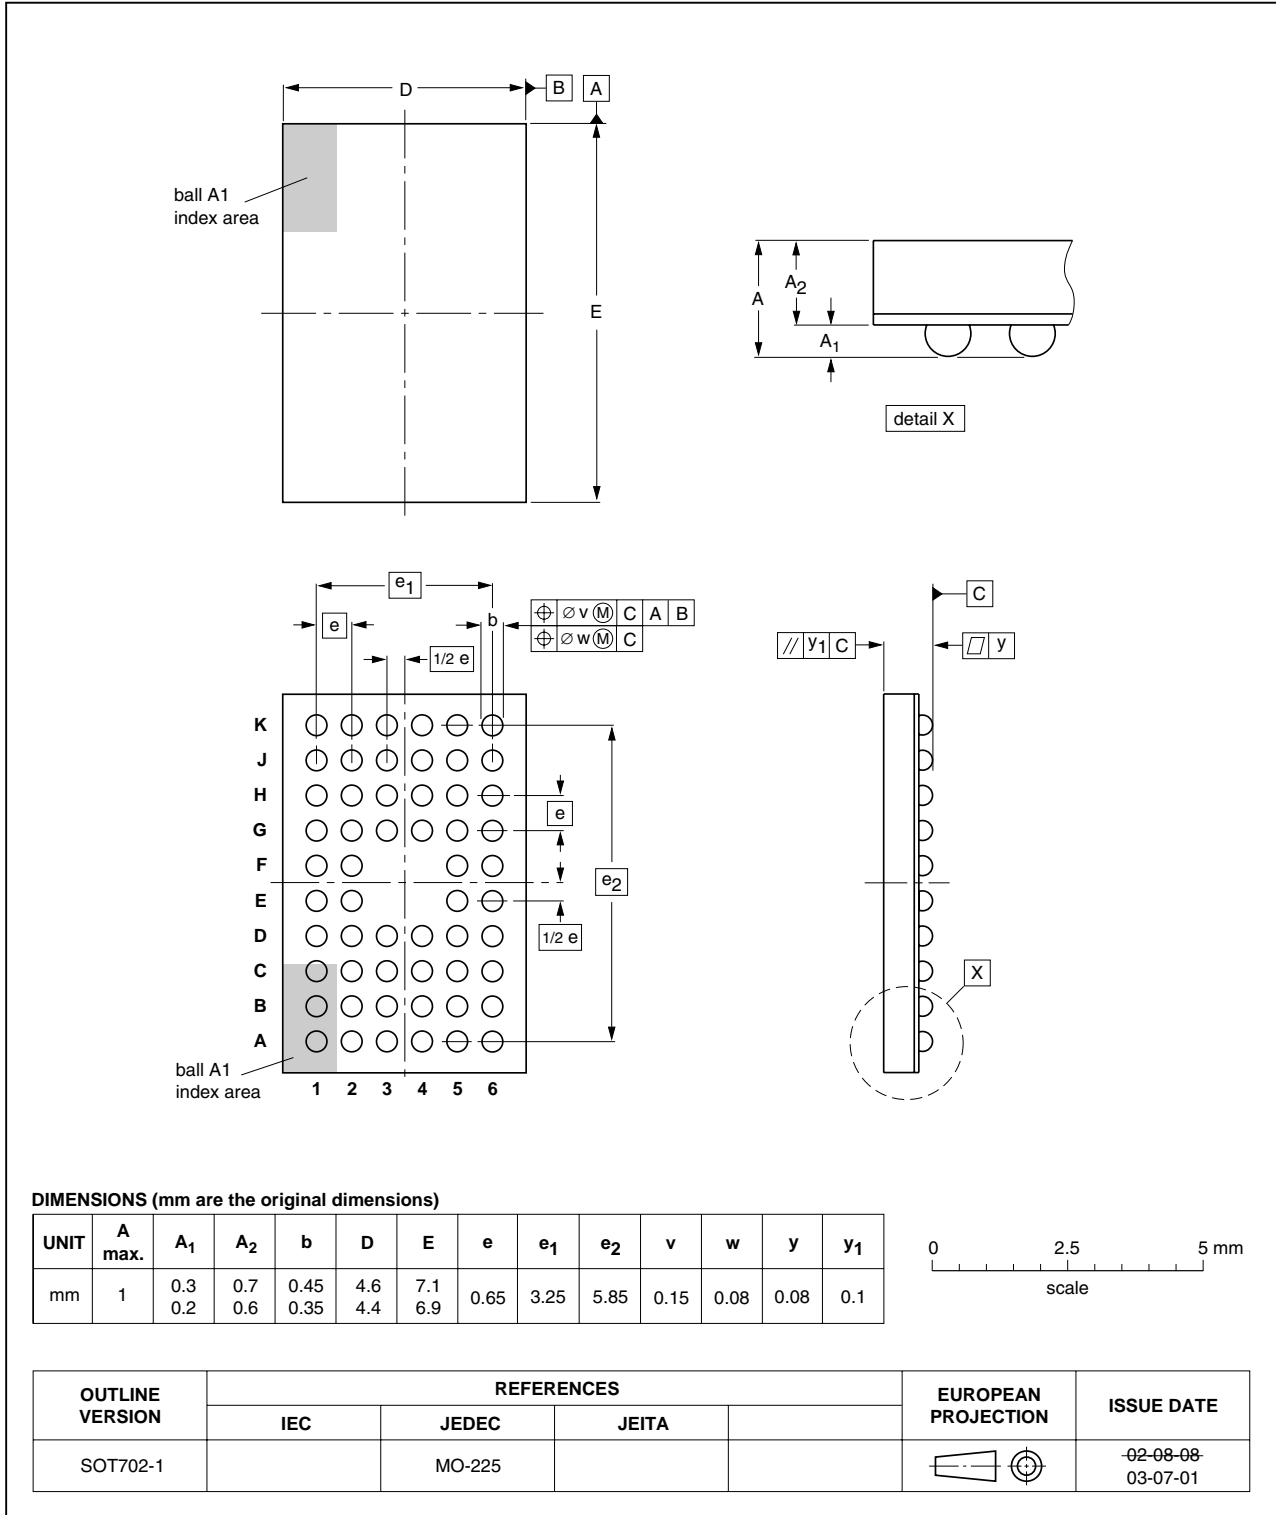 D
B
A
ball A1
index area
E
A
A2
A1
detail X
e1
e
b
⌀ v Ⓜ C A B
⌀ w Ⓜ C
1/2 e
C
// y1 C
y
K
J
H
G
F
E
D
C
B
A
e
e2
1/2 e
X
ball A1
index area
1 2 3 4 5 6
DIMENSIONS (mm are the original dimensions)
UNIT A max. A1 A2 b D E e e1 e2 v w y y1
mm 1 0.3 0.2 0.7 0.6 0.45 0.35 4.6 4.4 7.1 6.9 0.65 3.25 5.85 0.15 0.08 0.08 0.1
0 2.5 5 mm
scale
OUTLINE VERSION REFERENCES EUROPEAN PROJECTION ISSUE DATE
IEC JEDEC JEITA
SOT702-1 MO-225 02-08-08
03-07-01